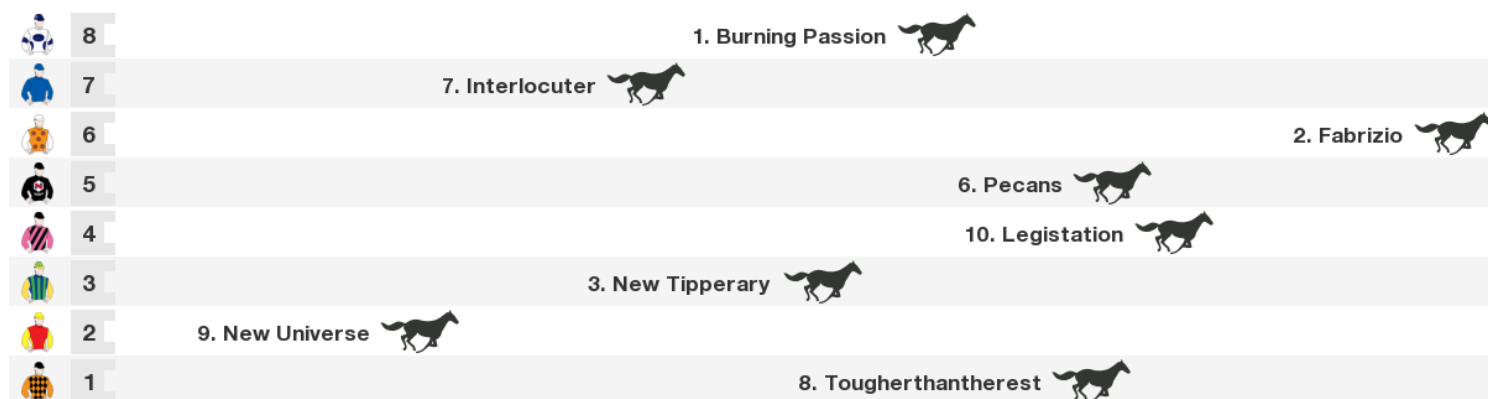 8 1. Burning Passion
7 7. Interlocuter
6 2. Fabrizio
5 6. Pecans
4 10. Legistation
3 3. New Tipperary
2 9. New Universe
1 8. Tougherthantherest